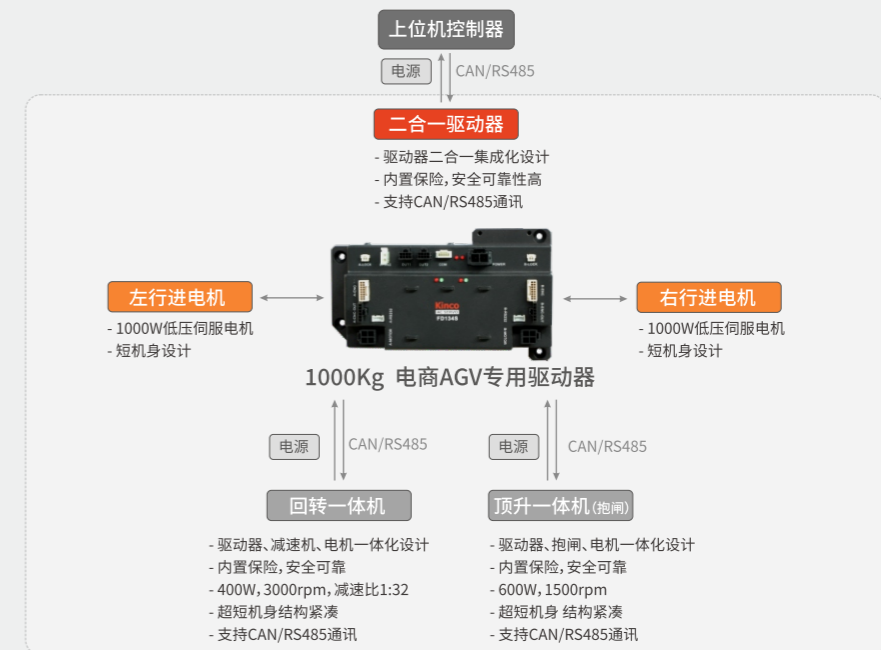 上位机控制器
电源
CAN/RS485
二合一驱动器
- 驱动器二合一集成化设计
- 内置保险,安全可靠性高
- 支持CAN/RS485通讯
Kinco
FD134S
左行进电机
- 1000W低压伺服电机
- 短机身设计
右行进电机
- 1000W低压伺服电机
- 短机身设计
1000Kg 电商AGV专用驱动器
电源
CAN/RS485
电源
CAN/RS485
回转一体机
- 驱动器、减速机、电机一体化设计
- 内置保险,安全可靠
- 400W,3000rpm,减速比1:32
- 超短机身结构紧凑
- 支持CAN/RS485通讯
顶升一体机(抱闸)
- 驱动器、抱闸、电机一体化设计
- 内置保险,安全可靠
- 600W,1500rpm
- 超短机身 结构紧凑
- 支持CAN/RS485通讯